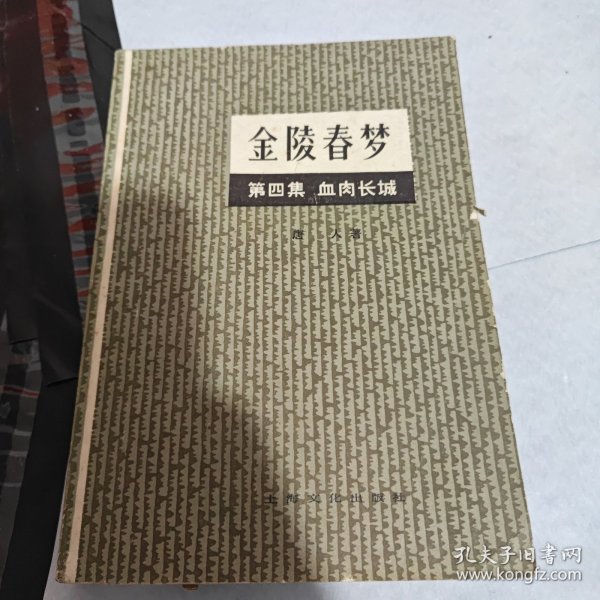 金陵春梦
第四集 血肉长城
唐 人著
上海文化出版社
孔夫子旧书网
www.kongfz.com